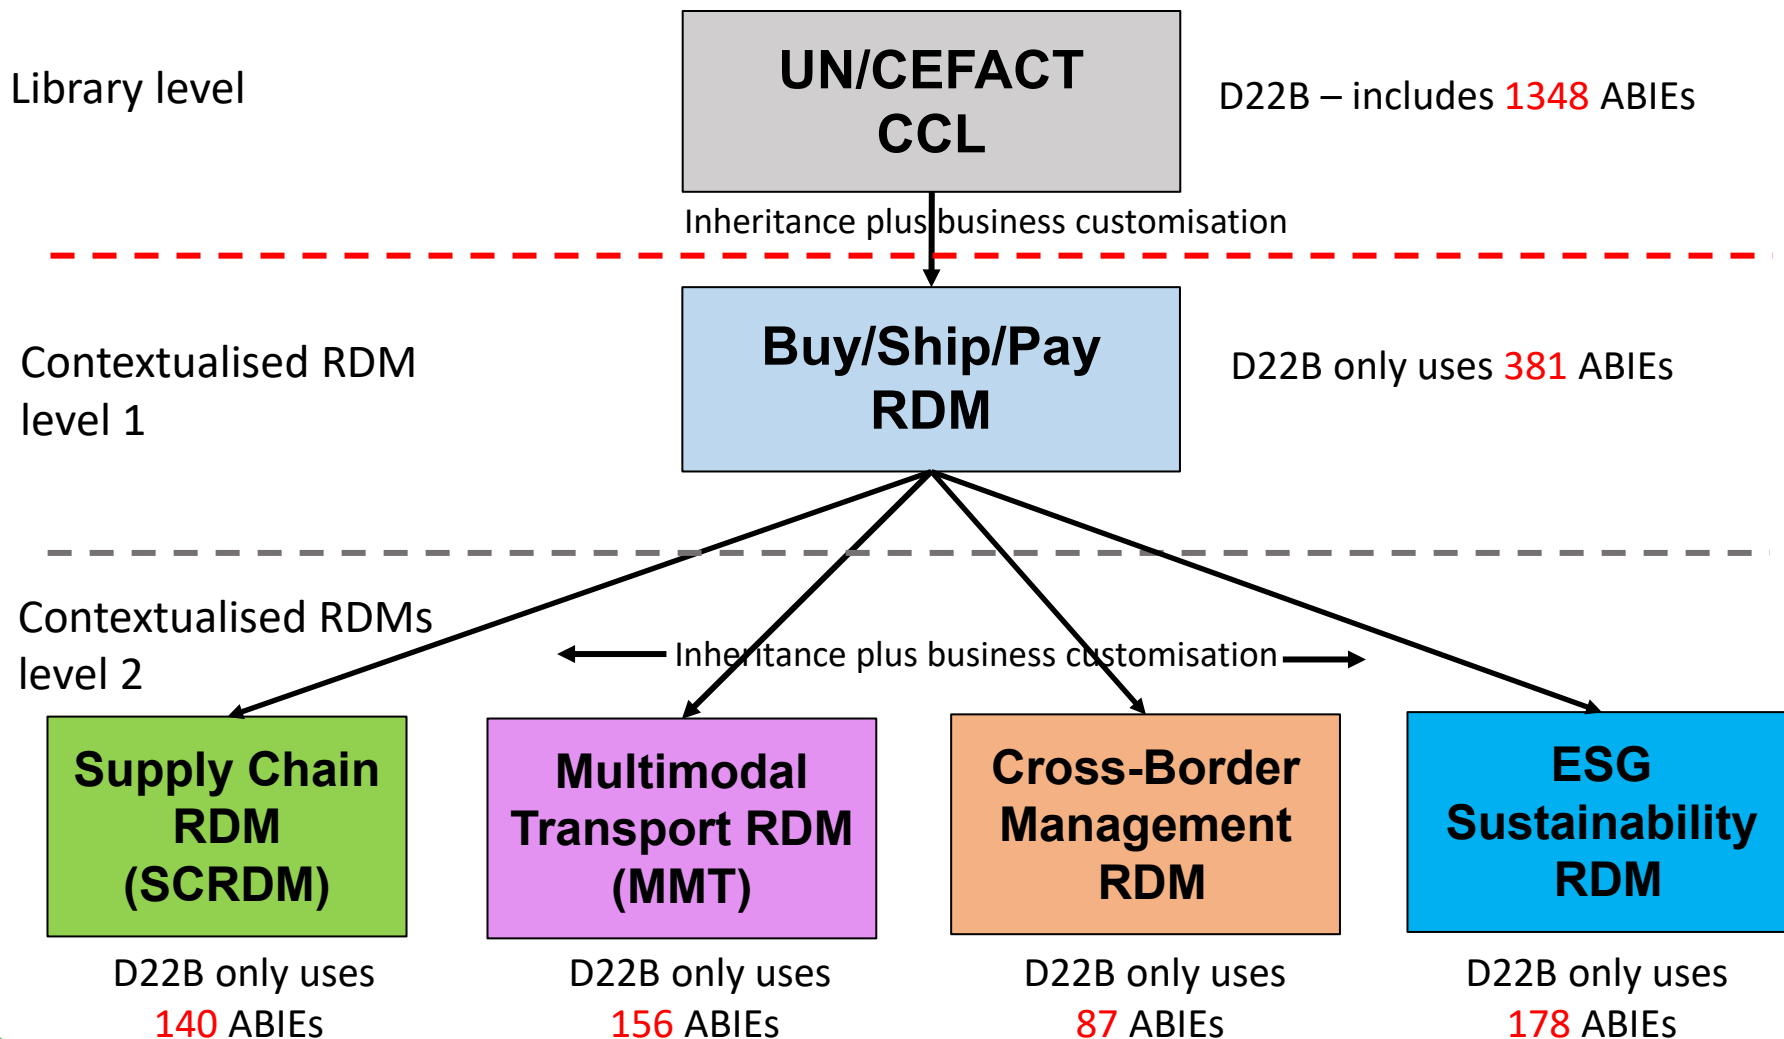 Library level
UN/CEFACT
CCL
D22B – includes 1348 ABIEs
Inheritance plus business customisation
Contextualised RDM
level 1
Buy/Ship/Pay
RDM
D22B only uses 381 ABIEs
Contextualised RDMs
level 2
Inheritance plus business customisation
Supply Chain
RDM
(SCRDM)
Multimodal
Transport RDM
(MMT)
Cross-Border
Management
RDM
ESG
Sustainability
RDM
D22B only uses
140 ABIEs
D22B only uses
156 ABIEs
D22B only uses
87 ABIEs
D22B only uses
178 ABIEs